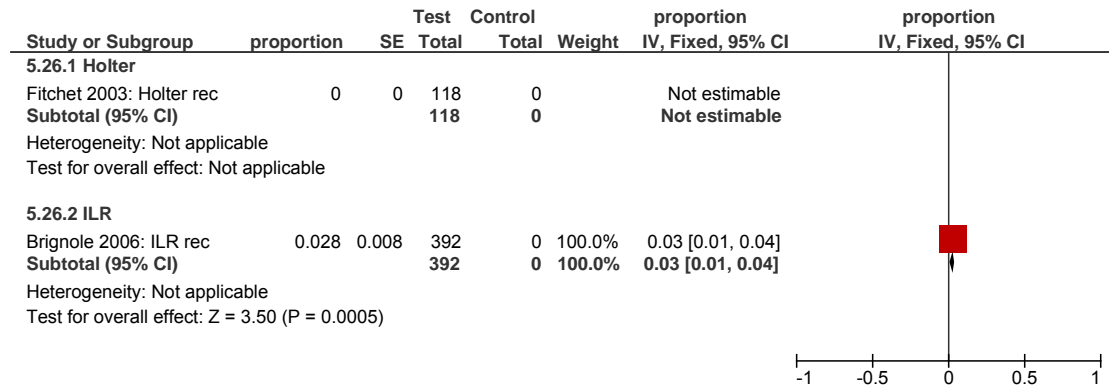 Test Control proportion proportion
Study or Subgroup proportion SE Total Total Weight IV, Fixed, 95% CI IV, Fixed, 95% CI
5.26.1 Holter
Fitchet 2003: Holter rec 0 0 118 0 Not estimable
Subtotal (95% CI) 118 0 Not estimable
Heterogeneity: Not applicable
Test for overall effect: Not applicable
5.26.2 ILR
Brignole 2006: ILR rec 0.028 0.008 392 0 100.0% 0.03 [0.01, 0.04]
Subtotal (95% CI) 392 0 100.0% 0.03 [0.01, 0.04]
Heterogeneity: Not applicable
Test for overall effect: Z = 3.50 (P = 0.0005)
-1 -0.5 0 0.5 1